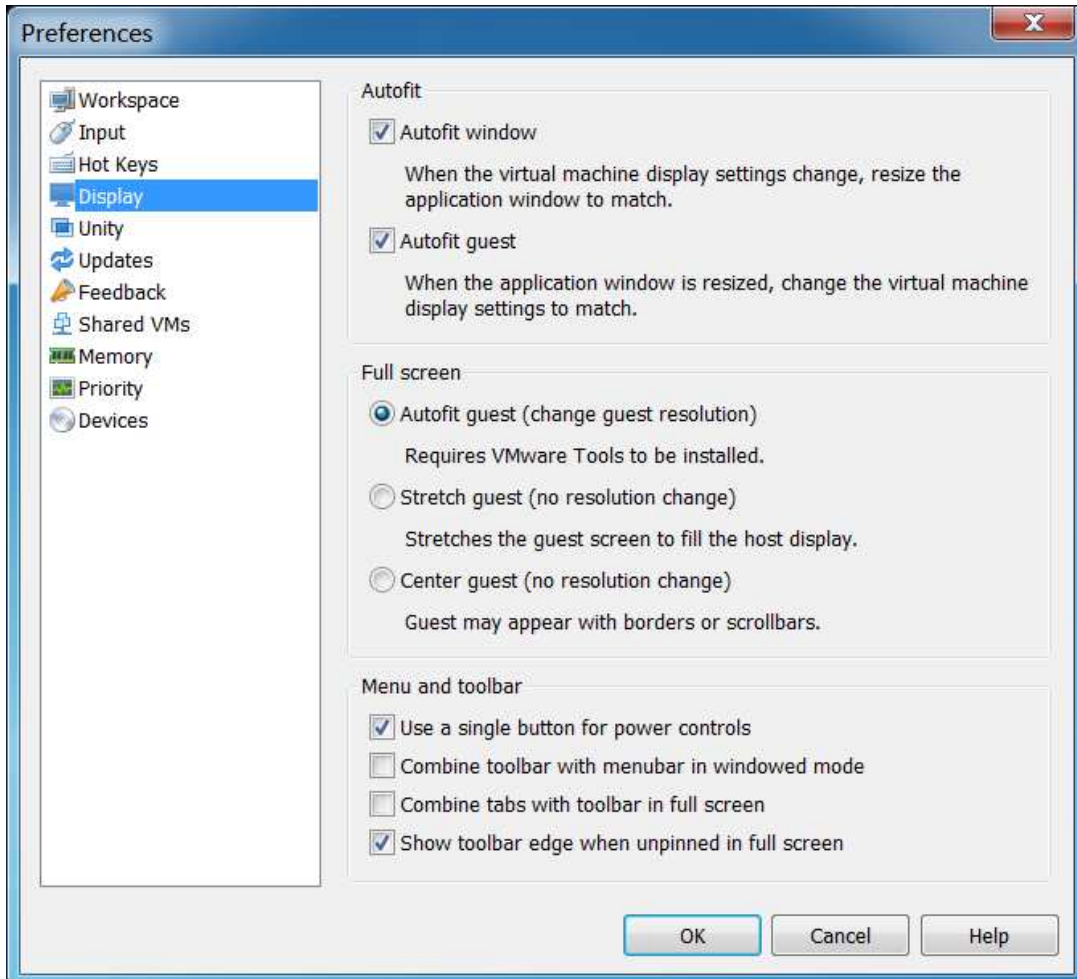 Preferences
Workspace
Input
Hot Keys
Display
Unity
Updates
Feedback
Shared VMs
Memory
Priority
Devices
Autofit
Autofit window
When the virtual machine display settings change, resize the
application window to match.
Autofit guest
When the application window is resized, change the virtual machine
display settings to match.
Full screen
Autofit guest (change guest resolution)
Requires VMware Tools to be installed.
Stretch guest (no resolution change)
Stretches the guest screen to fill the host display.
Center guest (no resolution change)
Guest may appear with borders or scrollbars.
Menu and toolbar
Use a single button for power controls
Combine toolbar with menubar in windowed mode
Combine tabs with toolbar in full screen
Show toolbar edge when unpinned in full screen
OK
Cancel
Help